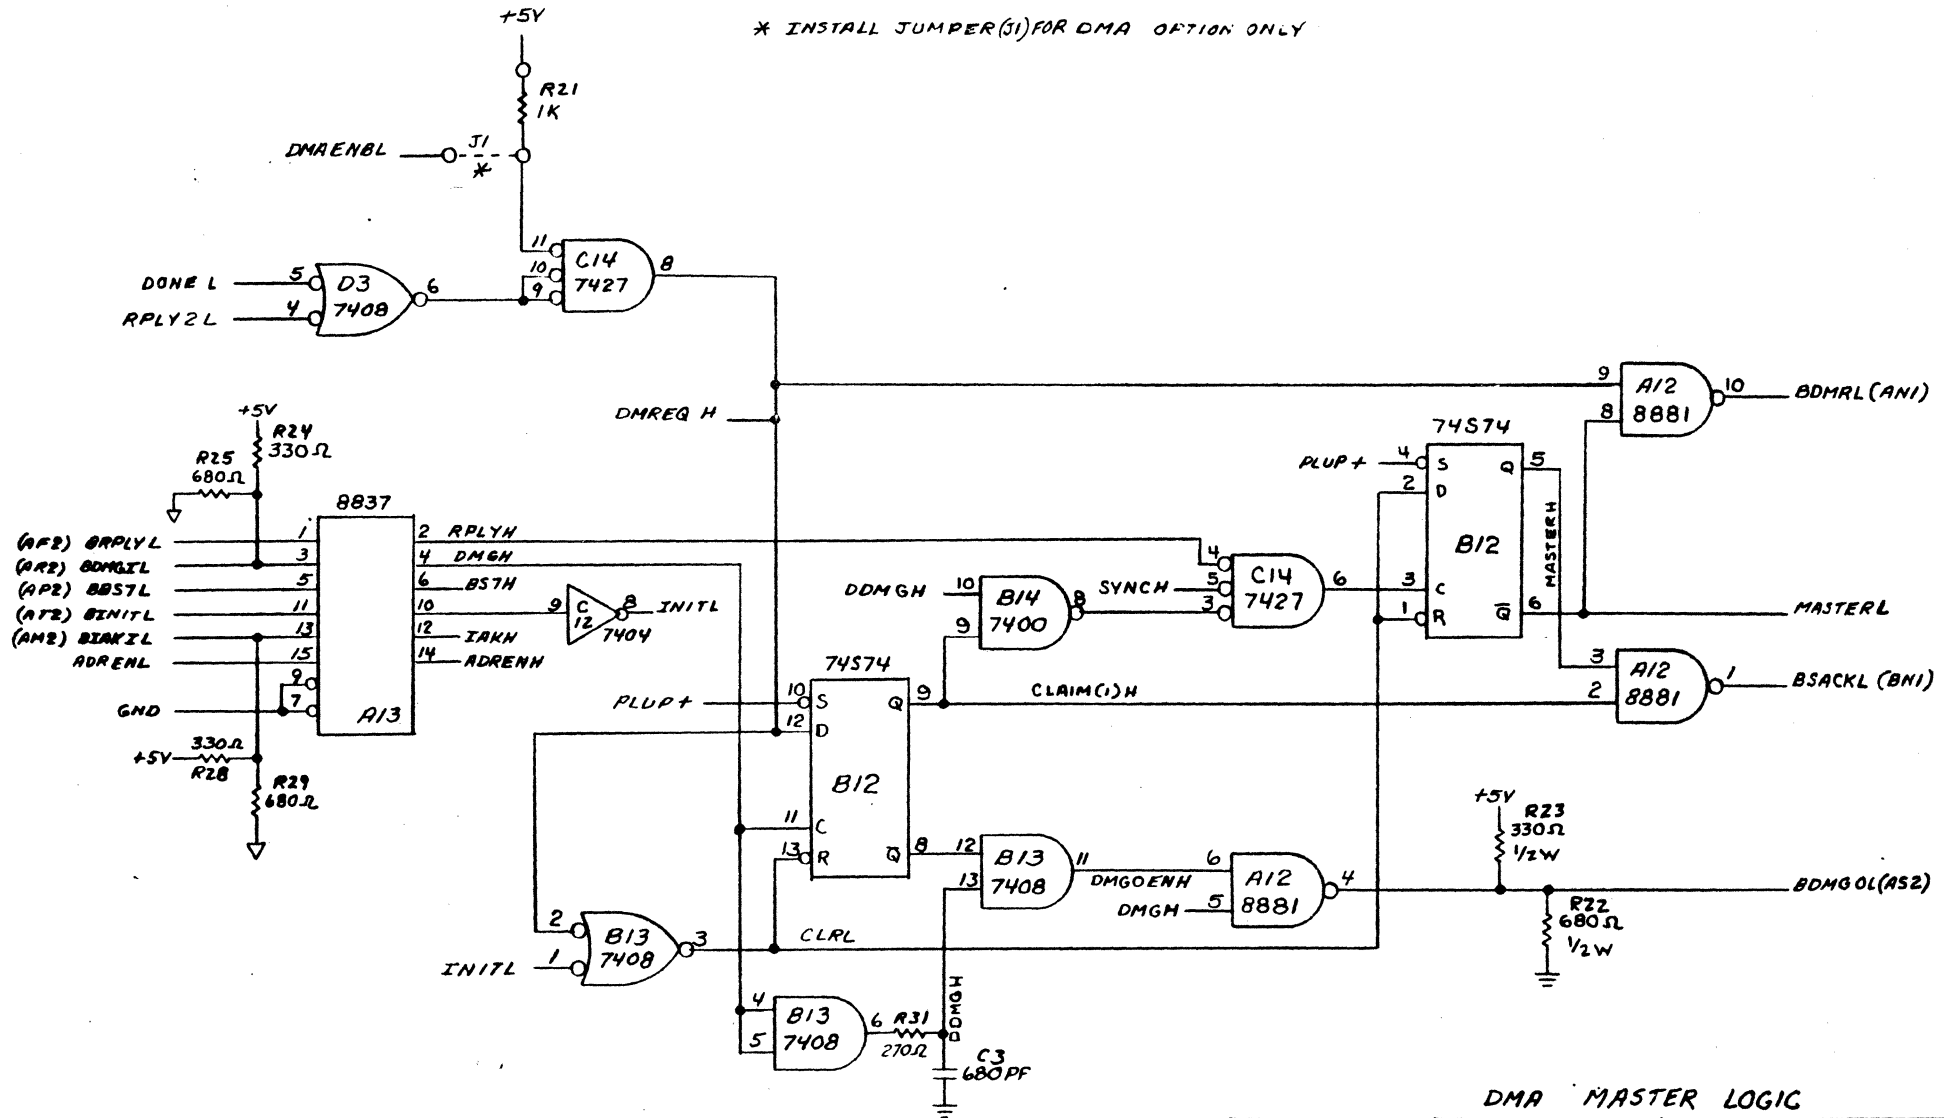 +5V
* INSTALL JUMPER(J1)FOR DMA OPTION ONLY
R21
1K
DMAENBL
J1
*
11
10
9
C14
7427
8
DONE L
5
D3
7408
6
RPLY2L
4
9
A12
8881
10
BDMRL(AN1)
8
+5V
R24
330Ω
R25
680Ω
DMREQ H
74S74
PLUP+
4
S
Q
5
2
D
MASTERH
B12
3
C
1
R
Q̅
6
MASTERL
8837
(AF2) BRPLYL
1
2
RPLYH
(AR2) BDMGIL
3
4
DMGH
(AP2) BBS7L
5
6
BS7H
(AT2) BINITL
11
10
9
C
12
8
7404
INITL
(AM2) BIAKIL
13
12
IAKH
ADRENL
15
14
ADRENH
9
GND
7
A13
330Ω
+5V
R28
R29
680Ω
DDMGH
10
B14
7400
8
9
4
SYNCH
5
C14
7427
6
3
74S74
PLUP+
10
S
Q
9
CLAIM(1)H
12
D
B12
11
C
13
R
Q̅
8
3
A12
8881
1
BSACKL (BN1)
2
12
B13
7408
11
13
DMGOENH
6
A12
8881
4
DMGH
5
+5V
R23
330Ω
1/2W
BDMGOL(AS2)
R22
680Ω
1/2W
2
B13
7408
3
CLRL
INITL
1
4
B13
7408
6
R31
270Ω
5
DDMGH
C3
680PF
DMA MASTER LOGIC